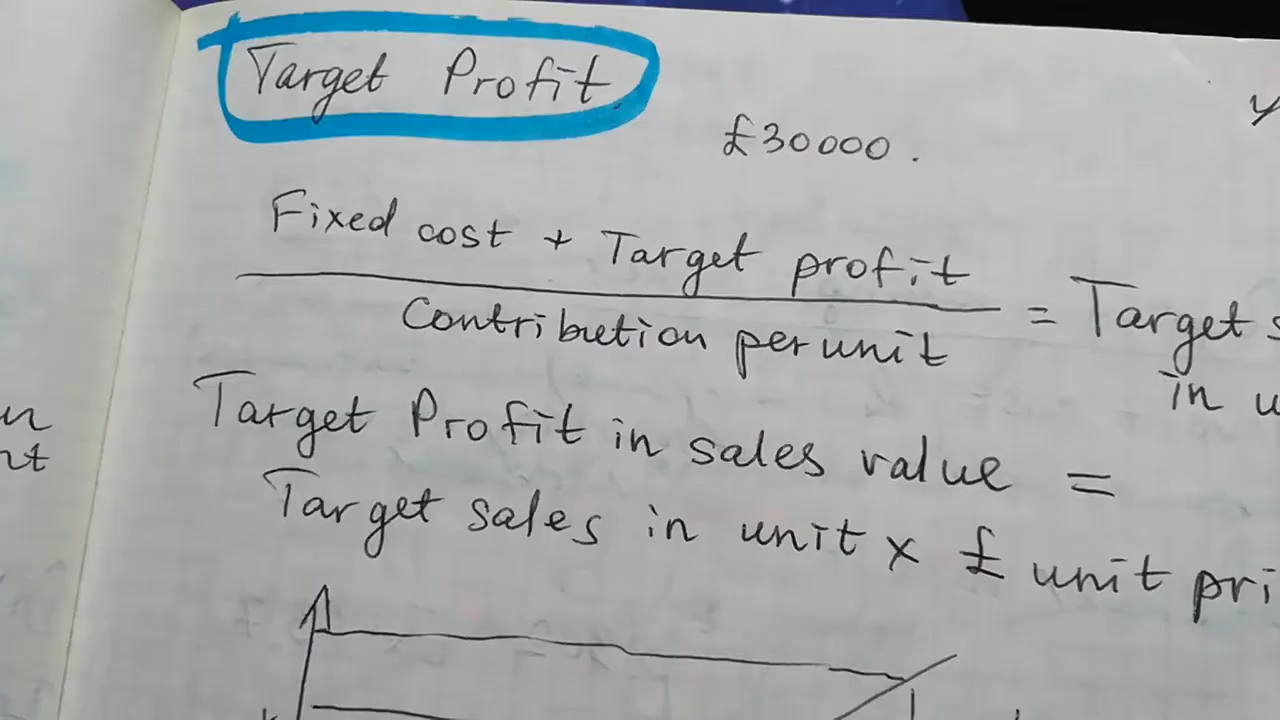 Target Profit
£30000.
Fixed cost + Target profit
Contribution per unit
= Target
in
Target Profit in sales value =
Target sales in unit x £ unit